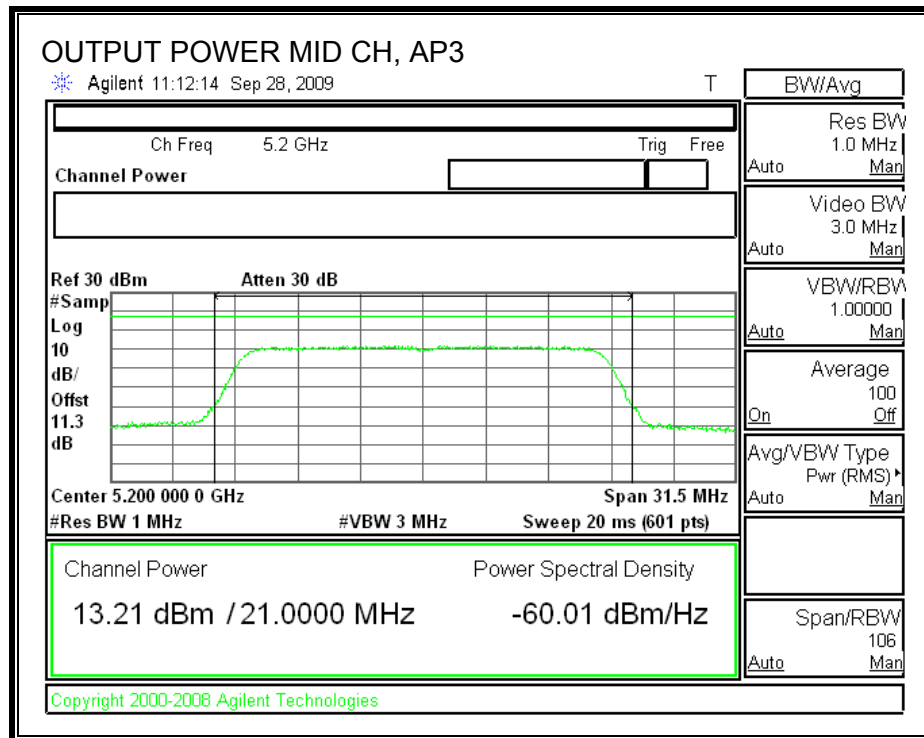 OUTPUT POWER MID CH, AP3
Agilent 11:12:14 Sep 28, 2009 T
BW/Avg
Ch Freq 5.2 GHz Trig Free
Channel Power
Res BW
1.0 MHz
Auto Man
Video BW
3.0 MHz
Auto Man
VBW/RBW
1.00000
Auto Man
Average
100
On Off
Avg/VBW Type
Pwr (RMS)
Auto Man
Span/RBW
106
Auto Man
Ref 30 dBm Atten 30 dB
#Samp
Log
10
dB/
Offst
11.3
dB
Center 5.200 000 0 GHz Span 31.5 MHz
#Res BW 1 MHz #VBW 3 MHz Sweep 20 ms (601 pts)
Channel Power Power Spectral Density
13.21 dBm / 21.0000 MHz -60.01 dBm/Hz
Copyright 2000-2008 Agilent Technologies